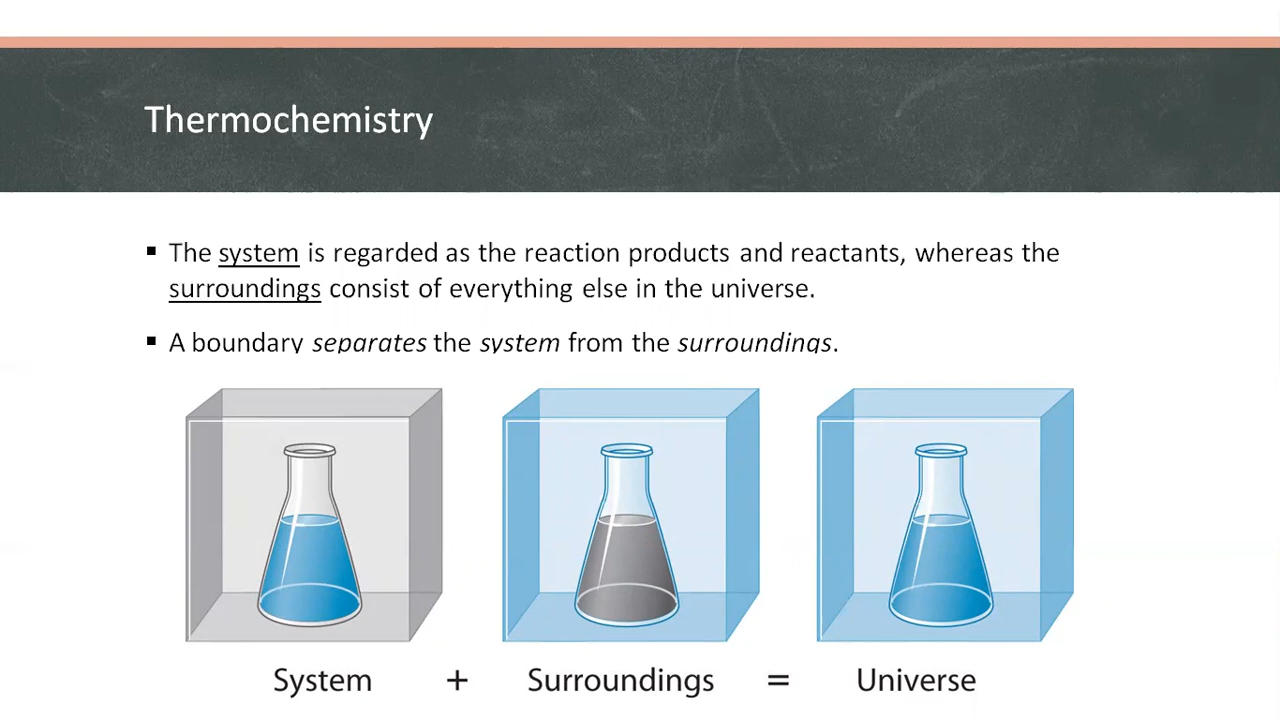 Thermochemistry
▪ The system is regarded as the reaction products and reactants, whereas the
surroundings consist of everything else in the universe.
▪ A boundary separates the system from the surroundings.
System + Surroundings = Universe